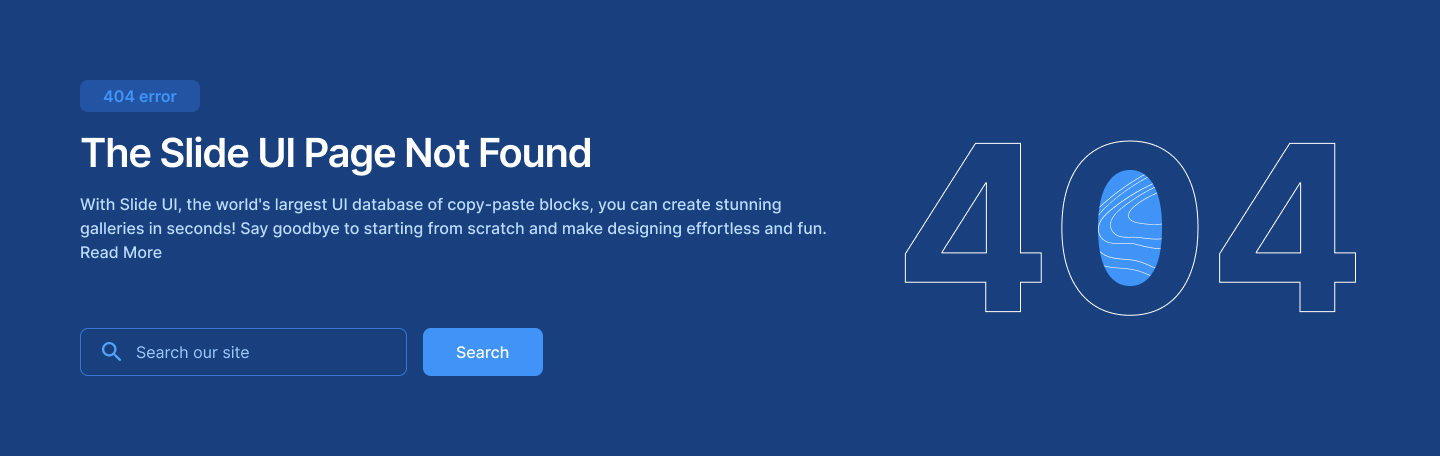 404 error
The Slide UI Page Not Found
With Slide UI, the world's largest UI database of copy-paste blocks, you can create stunning
galleries in seconds! Say goodbye to starting from scratch and make designing effortless and fun.
Read More
Search our site
Search
404